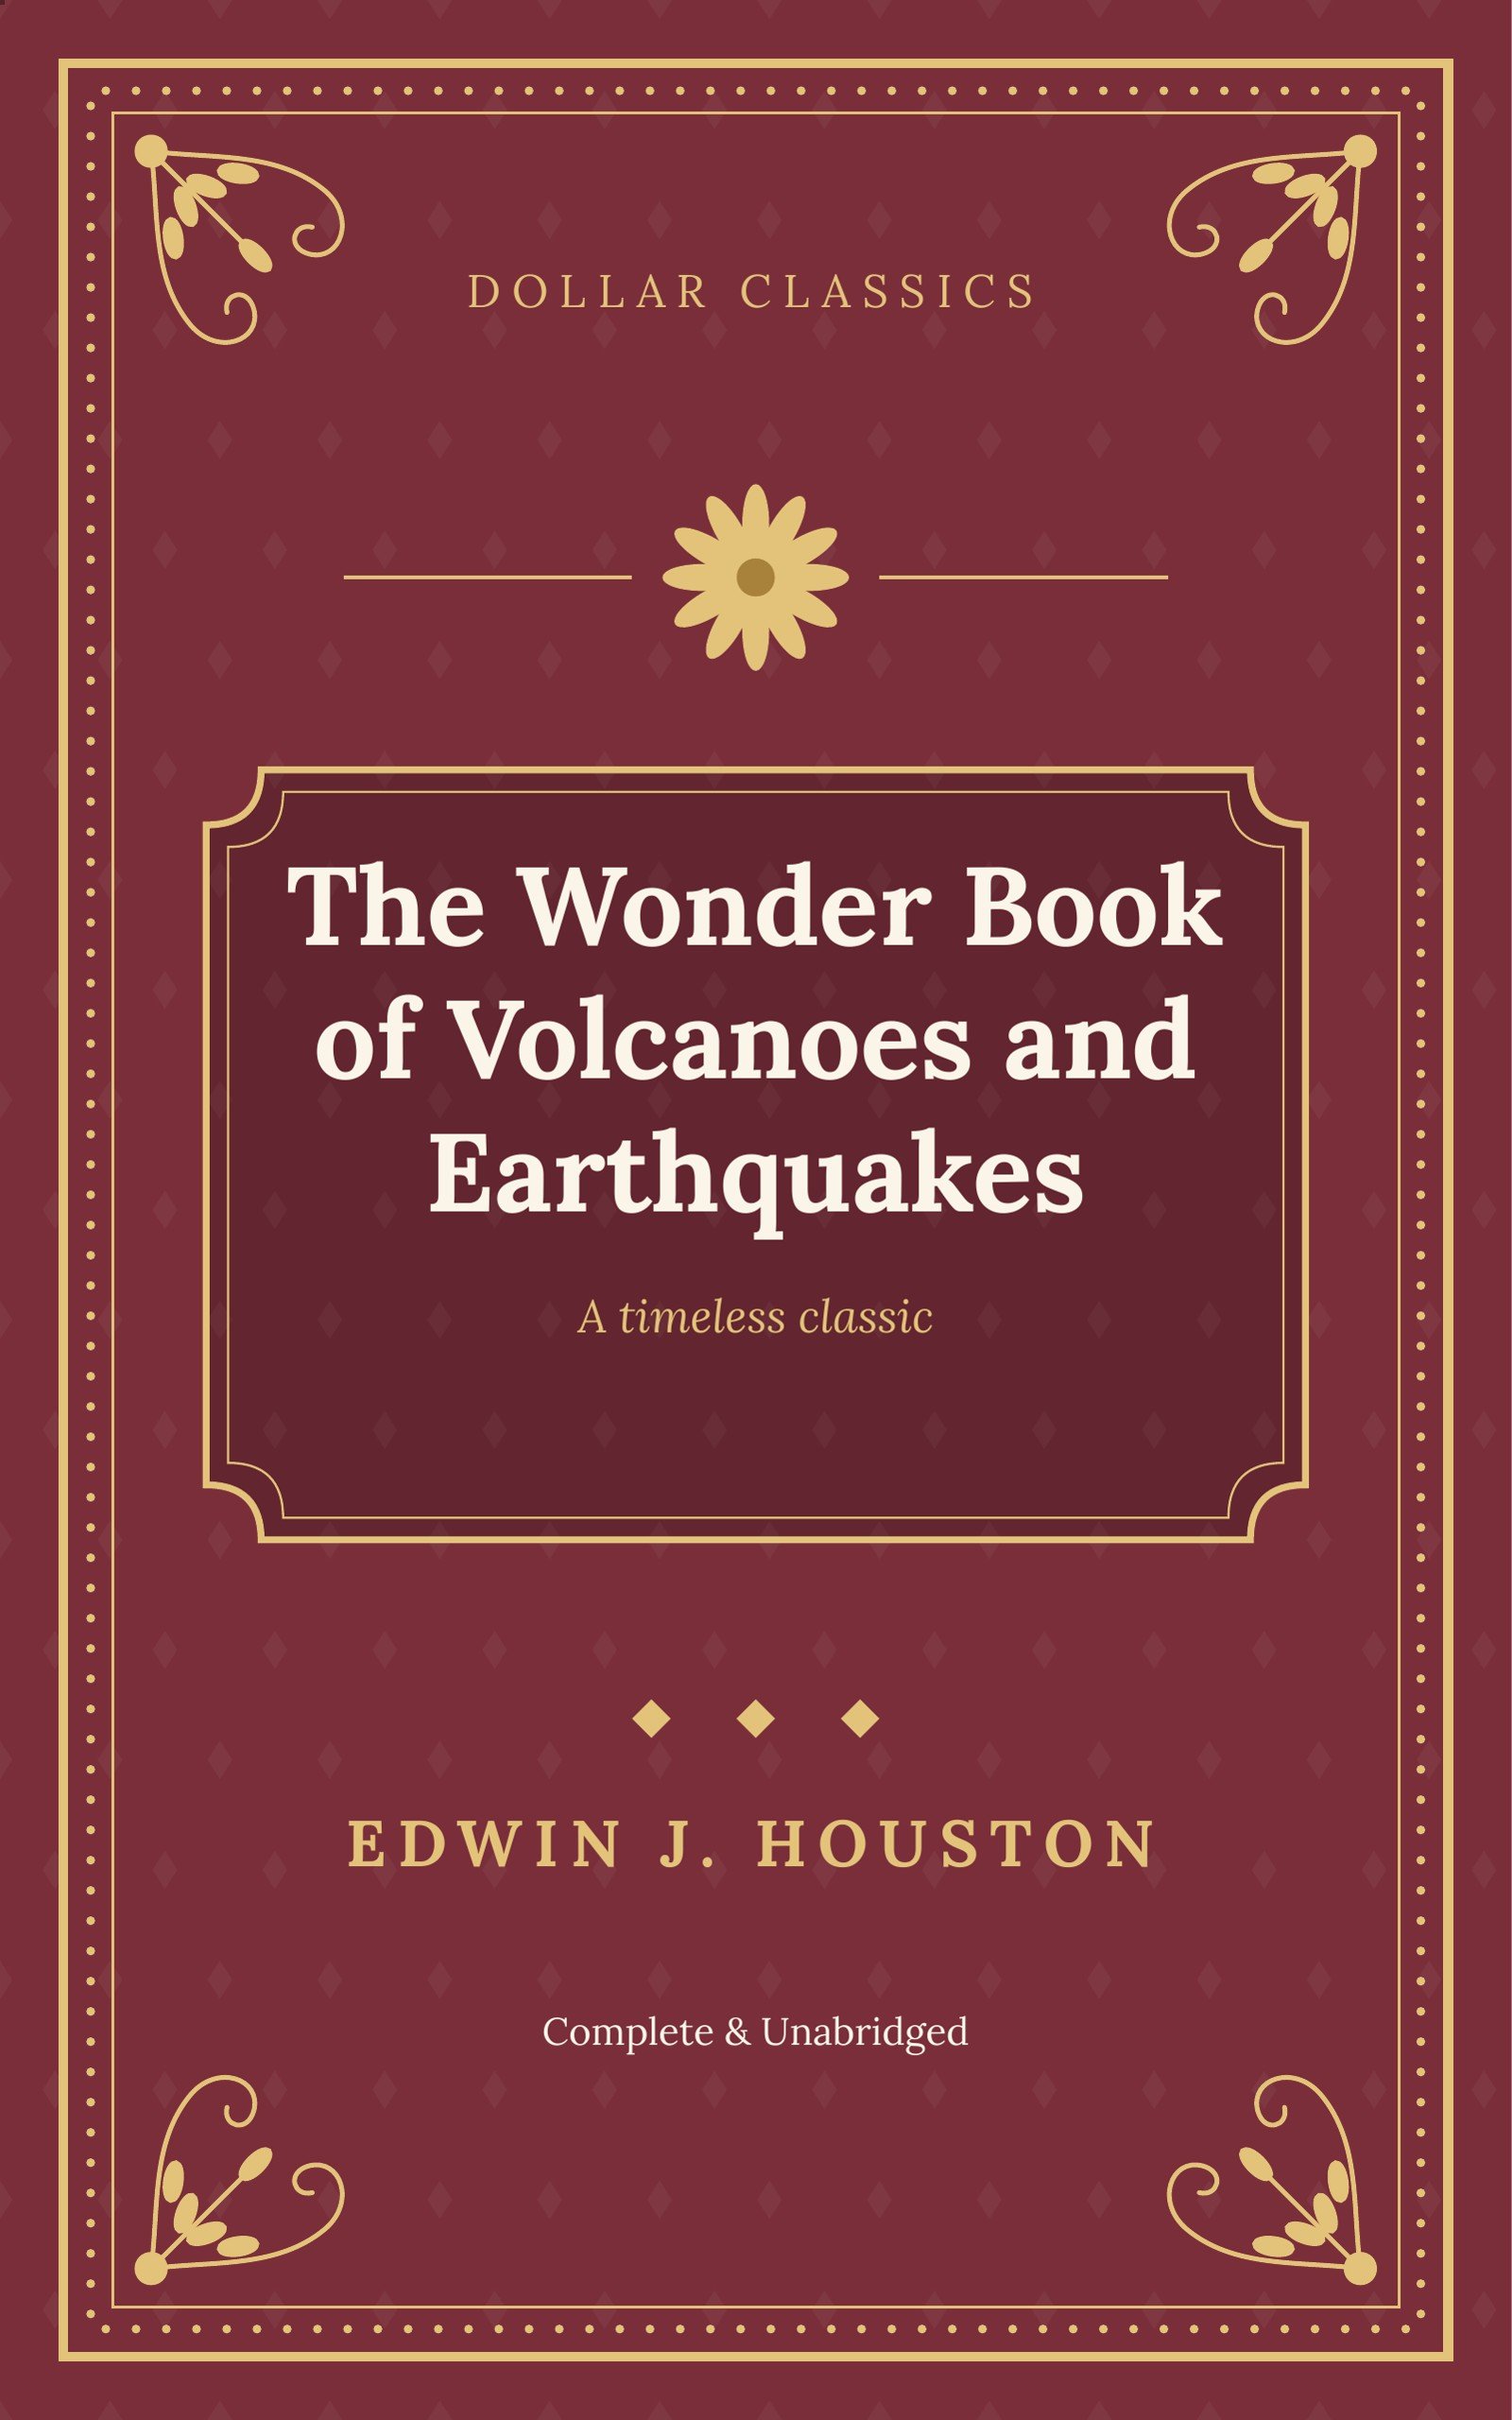 DOLLAR CLASSICS
The Wonder Book
of Volcanoes and
Earthquakes
A timeless classic
EDWIN J. HOUSTON
Complete & Unabridged